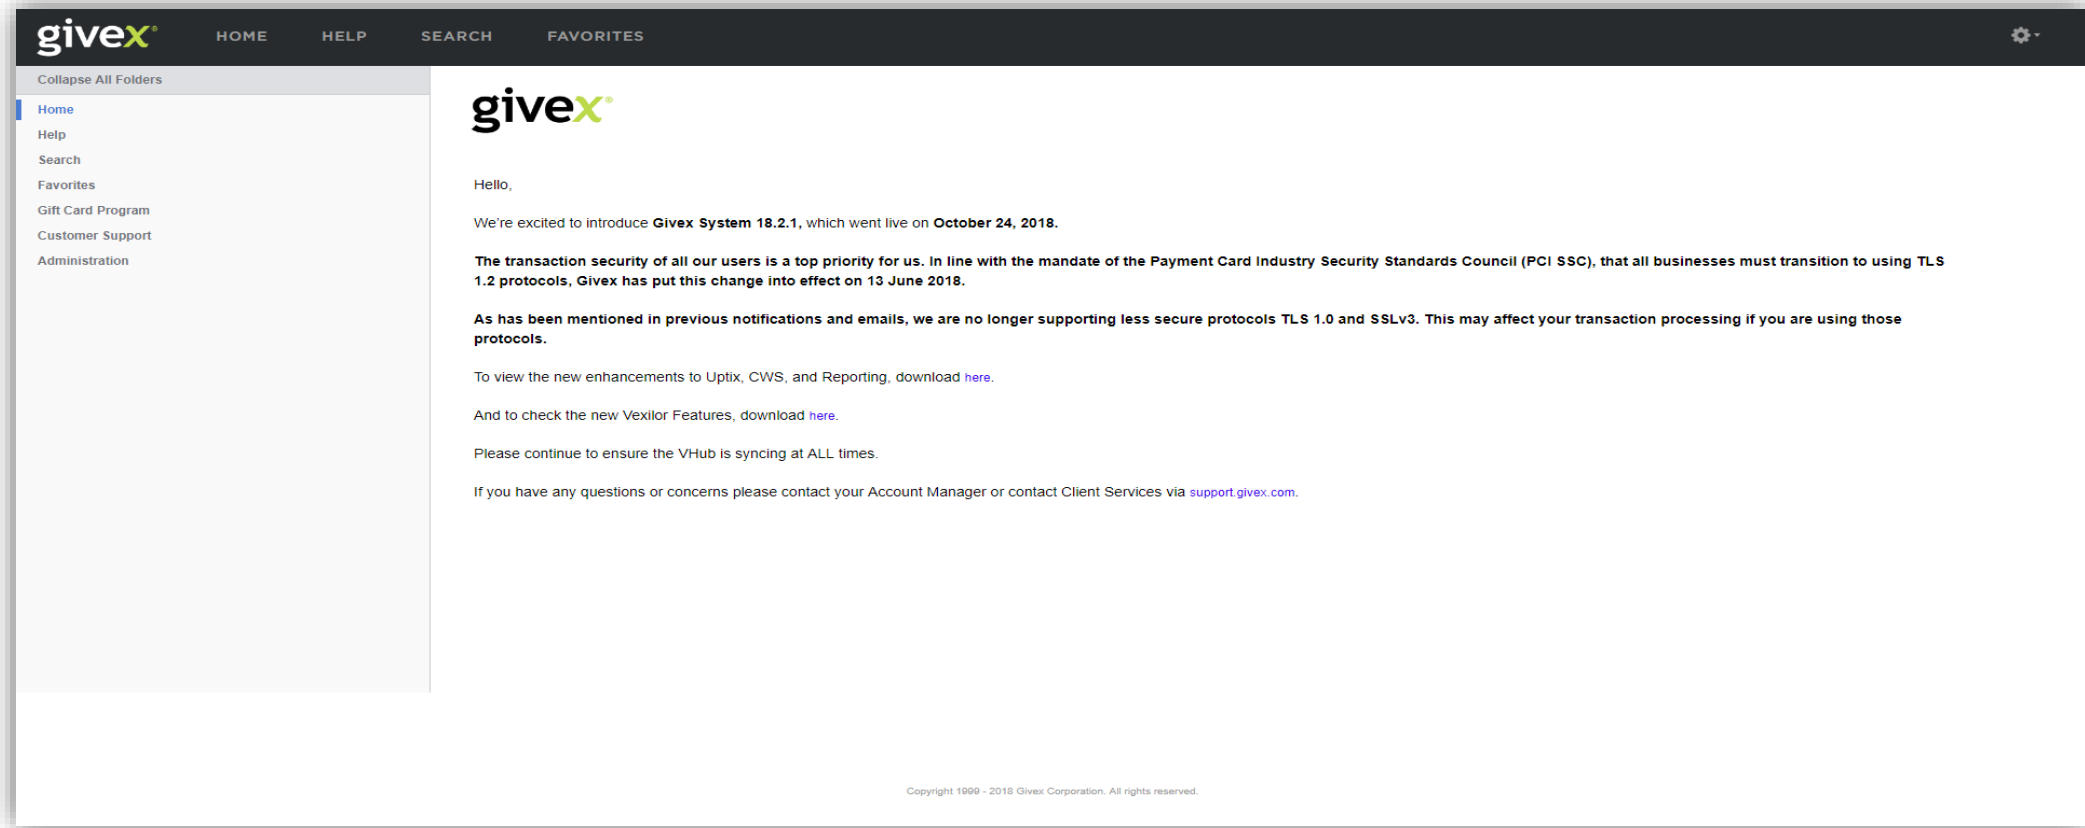 givex
HOME HELP SEARCH FAVORITES
Collapse All Folders
Home
Help
Search
Favorites
Gift Card Program
Customer Support
Administration
givex
Hello,
We're excited to introduce Givex System 18.2.1, which went live on October 24, 2018.
The transaction security of all our users is a top priority for us. In line with the mandate of the Payment Card Industry Security Standards Council (PCI SSC), that all businesses must transition to using TLS
1.2 protocols, Givex has put this change into effect on 13 June 2018.
As has been mentioned in previous notifications and emails, we are no longer supporting less secure protocols TLS 1.0 and SSLv3. This may affect your transaction processing if you are using those
protocols.
To view the new enhancements to Uptix, CWS, and Reporting, download here.
And to check the new Vexilor Features, download here.
Please continue to ensure the VHub is syncing at ALL times.
If you have any questions or concerns please contact your Account Manager or contact Client Services via support.givex.com.
Copyright 1999 - 2018 Givex Corporation. All rights reserved.